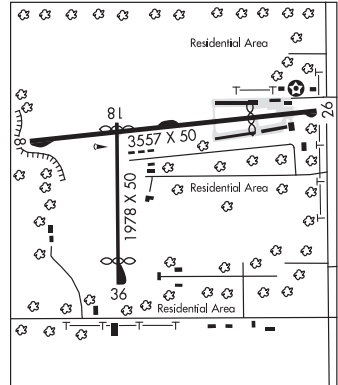 Residential Area
18
26
8
3557 X 50
1978 X 50
Residential Area
36
Residential Area